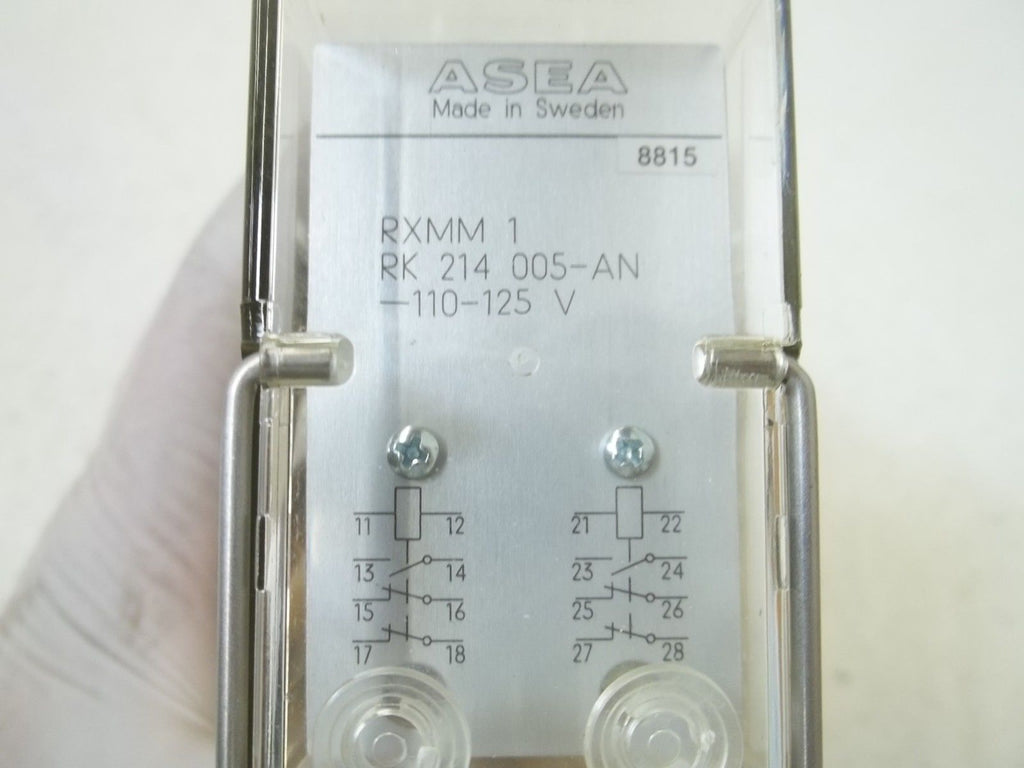 ASEA
Made in Sweden
8815
RXMM 1
RK 214 005-AN
—110-125 V
11 12 21 22
13 14 23 24
15 16 25 26
17 18 27 28